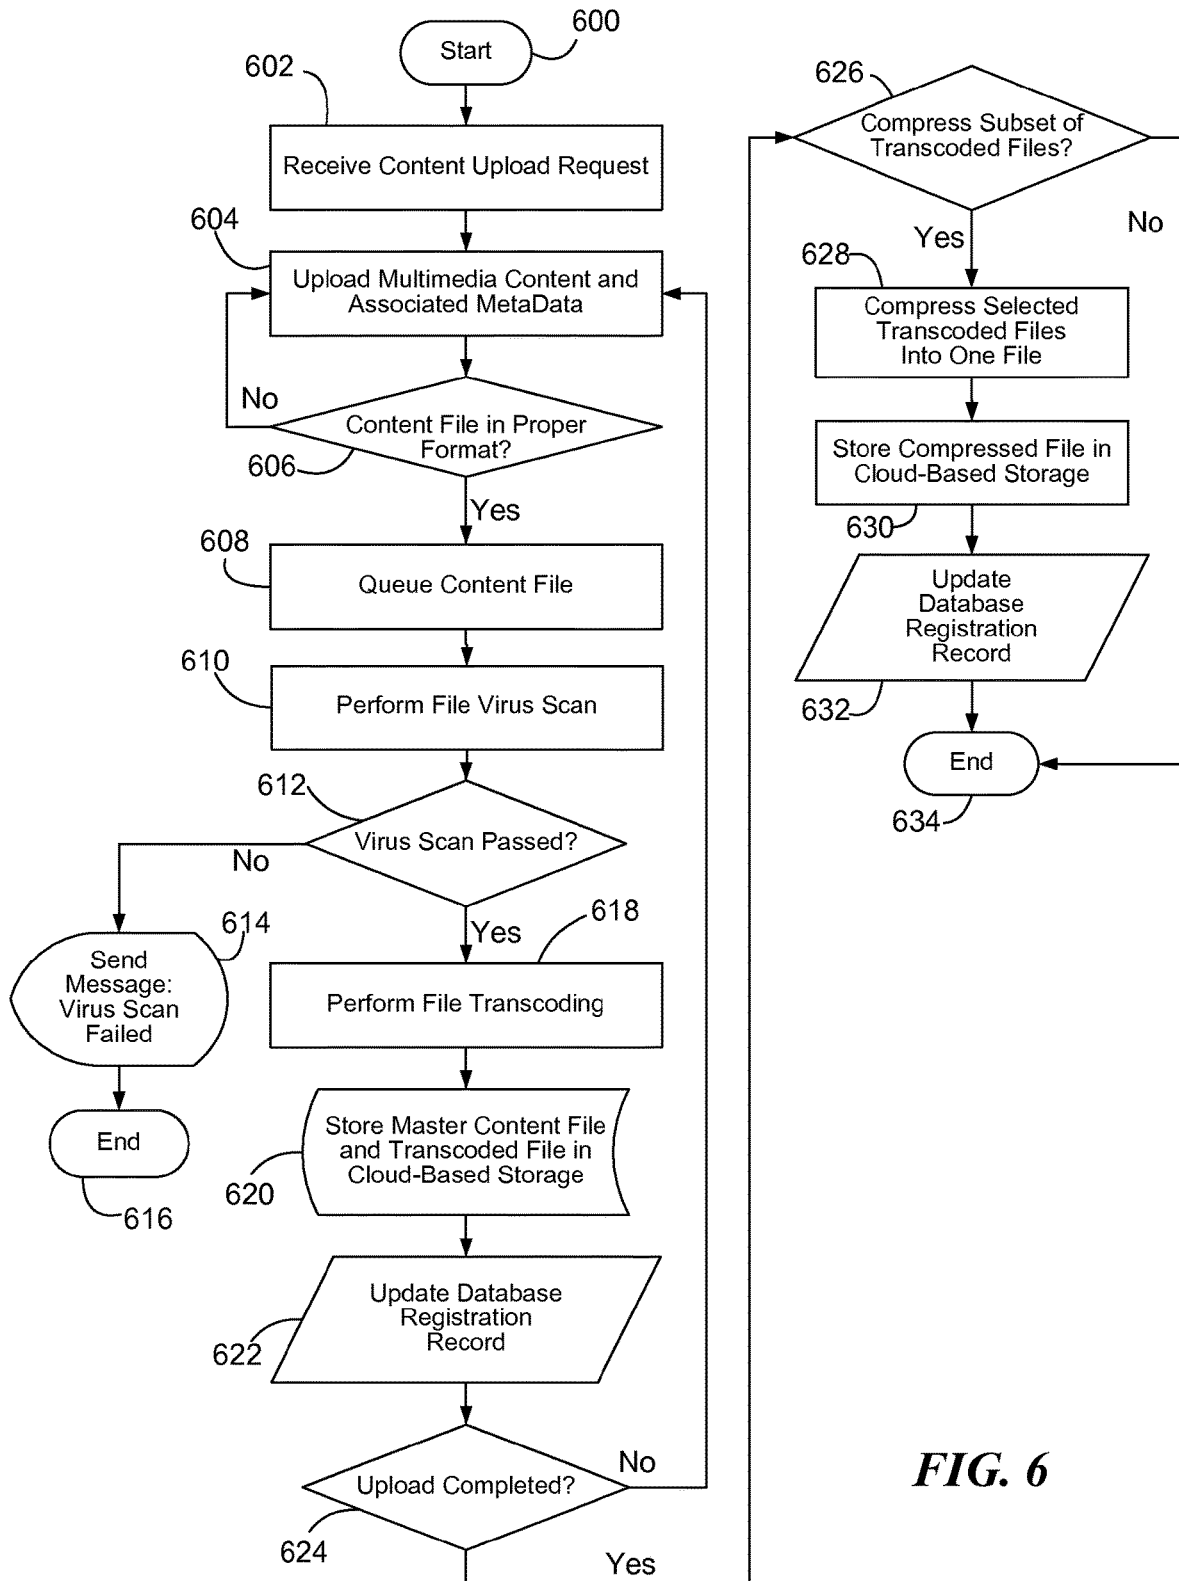 600
Start
602
Receive Content Upload Request
604
Upload Multimedia Content and
Associated MetaData
No
Content File in Proper
Format?
606
Yes
608
Queue Content File
610
Perform File Virus Scan
612
Virus Scan Passed?
No
Yes
614
Send
Message:
Virus Scan
Failed
End
616
618
Perform File Transcoding
Store Master Content File
and Transcoded File in
Cloud-Based Storage
620
Update Database
Registration
Record
622
Upload Completed?
No
624
Yes
626
Compress Subset of
Transcoded Files?
No
Yes
628
Compress Selected
Transcoded Files
Into One File
Store Compressed File in
Cloud-Based Storage
630
Update
Database
Registration
Record
632
End
634
FIG. 6